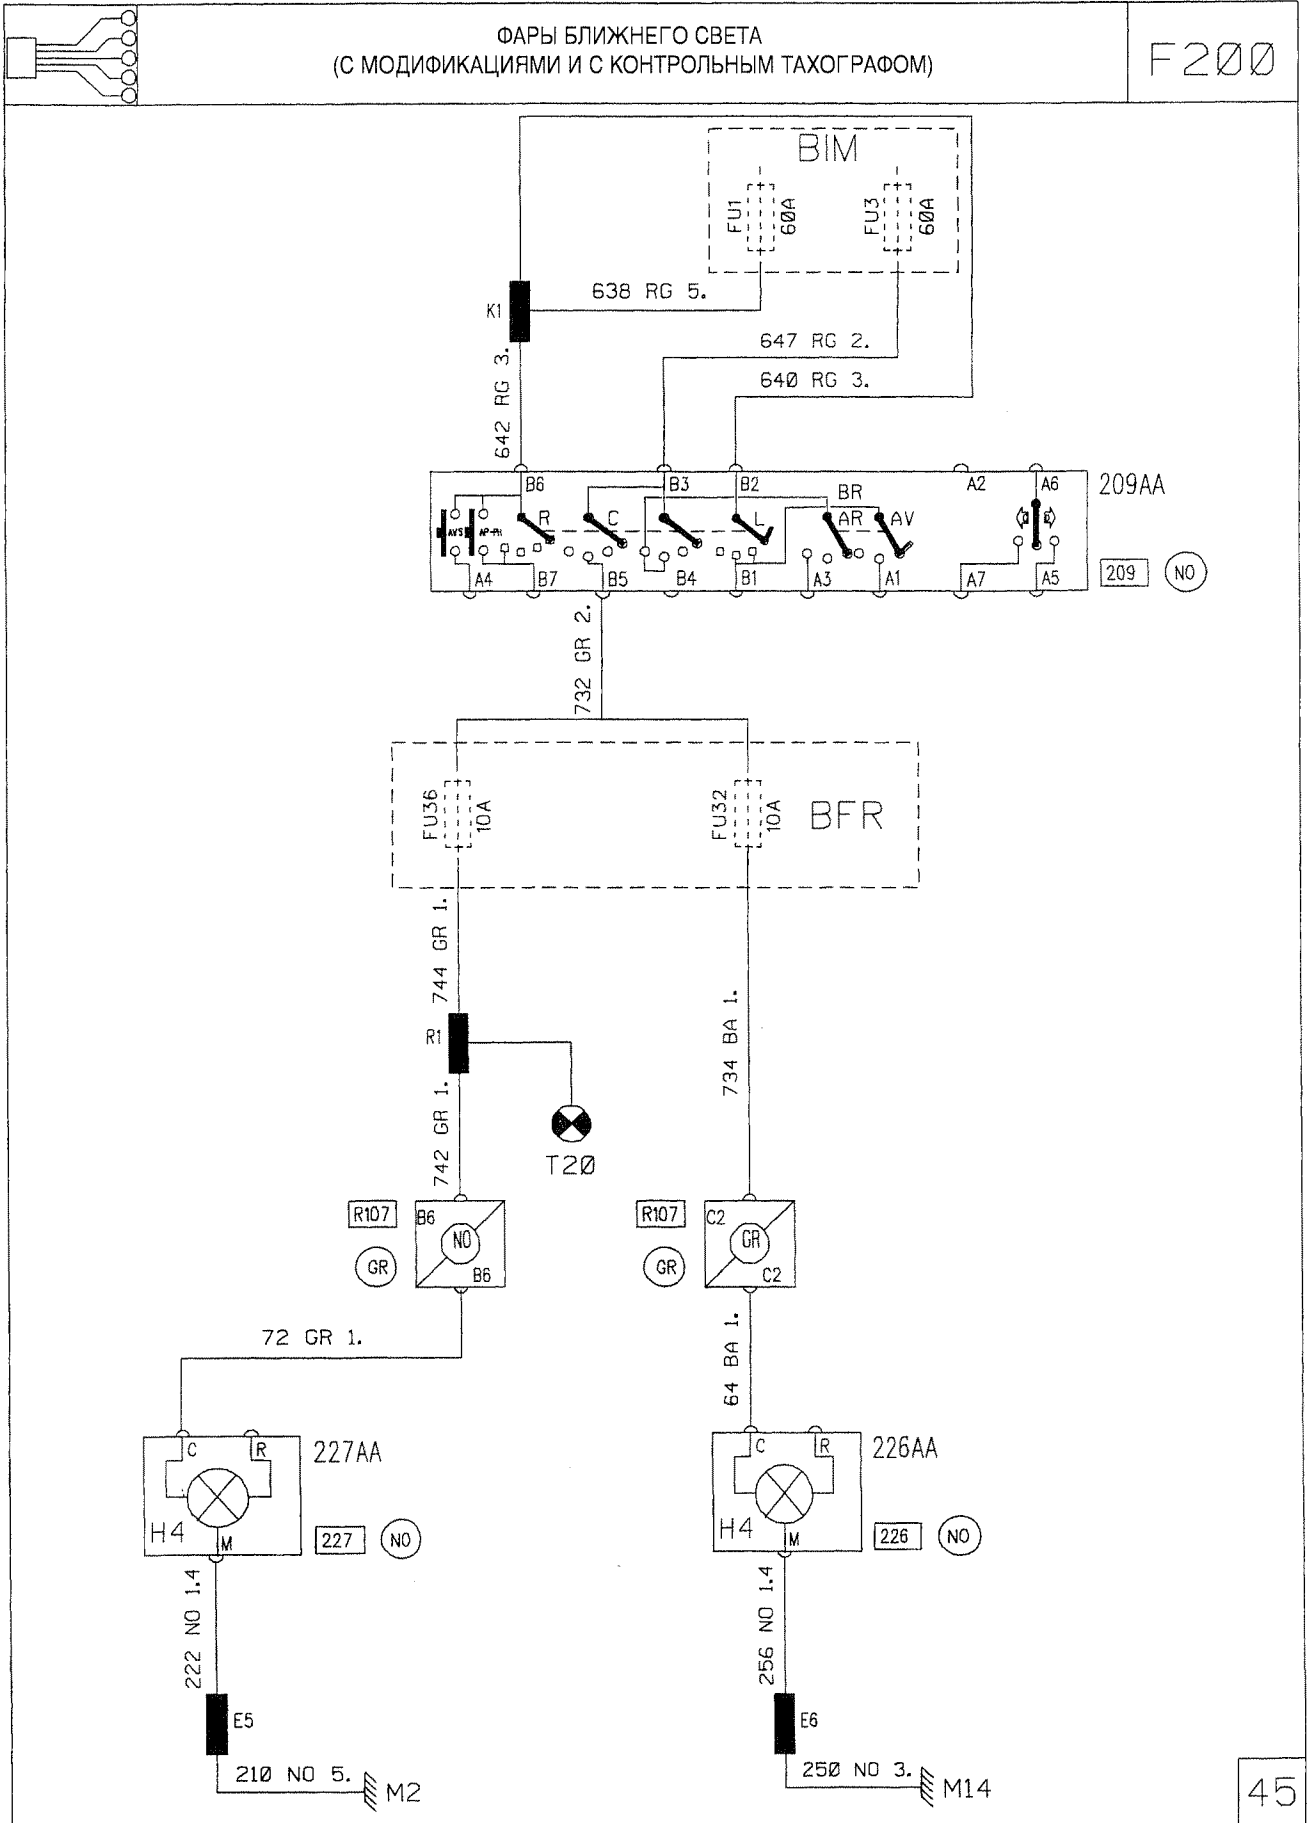 ФАРЫ БЛИЖНЕГО СВЕТА
(С МОДИФИКАЦИЯМИ И С КОНТРОЛЬНЫМ ТАХОГРАФОМ)
F200
BIM
FU1
60A
FU3
60A
638 RG 5.
K1
647 RG 2.
640 RG 3.
642 RG 3.
B6
B3
B2
A2
A6
209AA
BR
AVS
AP-PH
R
C
L
AR
AV
A4
B7
B5
B4
B1
A3
A1
A7
A5
209
NO
732 GR 2.
FU36
10A
FU32
10A
BFR
744 GR 1.
R1
734 BA 1.
742 GR 1.
T20
R107
B6
NO
GR
B6
R107
C2
GR
GR
C2
72 GR 1.
64 BA 1.
C
R
227AA
H4
M
227
NO
C
R
226AA
H4
M
226
NO
222 NO 1.4
256 NO 1.4
E5
E6
210 NO 5.
M2
250 NO 3.
M14
45